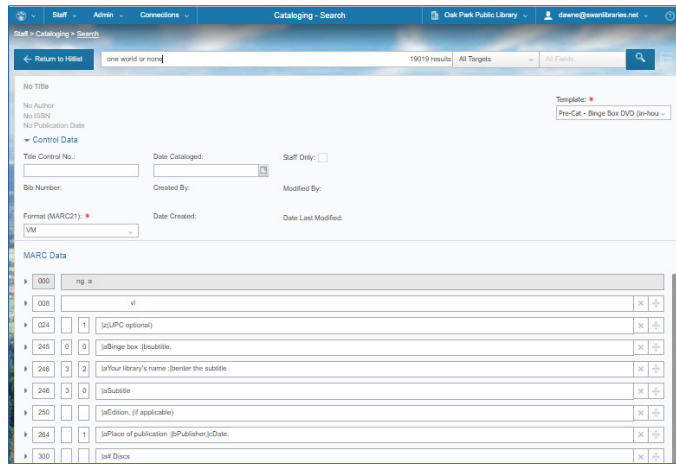 Staff Admin Connections Cataloging - Search Oak Park Public Library dawne@swanlibraries.net
Staff > Cataloging > Search
Return to Hitlist one world or none 19019 results All Targets All Fields
No Title
No Author
No ISBN
No Publication Date
Template: *
Pre-Cat - Binge Box DVD (in-hou
Control Data
Title Control No.: Date Cataloged: Staff Only:
Bib Number: Created By: Modified By:
Format (MARC21): * Date Created: Date Last Modified:
VM
MARC Data
000 ng a
008 vl
024 1 |z(UPC optional)
245 0 0 |aBinge box :|bsubtitle.
246 3 2 |aYour library's name :|benter the subtitle
246 3 0 |aSubtitle
250 |aEdition. (if applicable)
264 1 |aPlace of publication :|bPublisher,|cDate.
300 |a# Discs